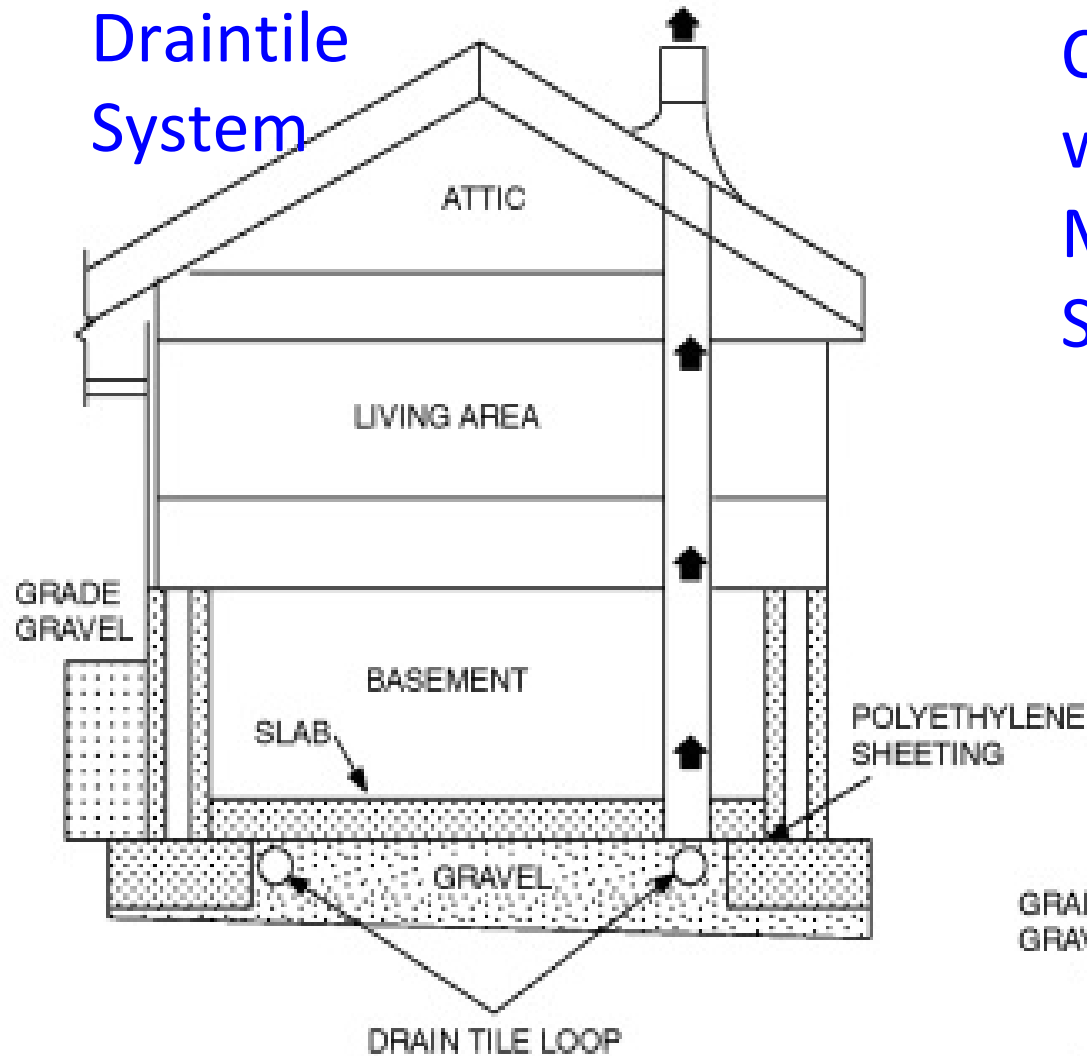 Draintile
System
ATTIC
LIVING AREA
GRADE
GRAVEL
BASEMENT
SLAB
POLYETHYLENE
SHEETING
GRAVEL
DRAIN TILE LOOP